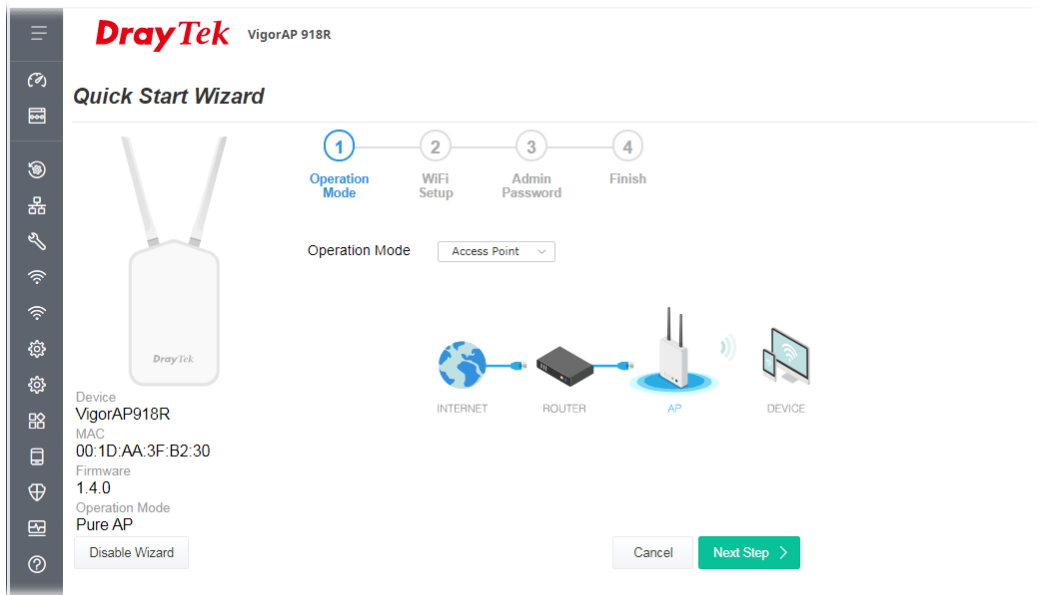 DrayTek VigorAP 918R
Quick Start Wizard
1 2 3 4
Operation Mode WiFi Setup Admin Password Finish
Operation Mode Access Point
DrayTek
INTERNET ROUTER AP DEVICE
Device
VigorAP918R
MAC
00:1D:AA:3F:B2:30
Firmware
1.4.0
Operation Mode
Pure AP
Disable Wizard Cancel Next Step